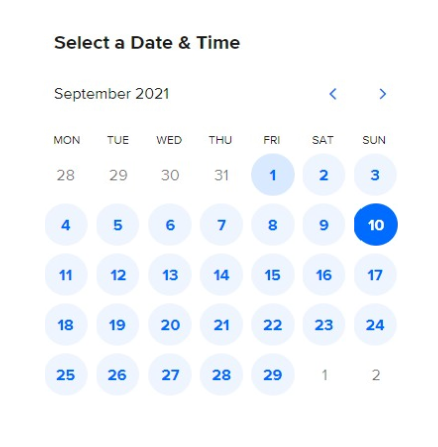 Select a Date & Time
September 2021
MON TUE WED THU FRI SAT SUN
28 29 30 31 1 2 3
4 5 6 7 8 9 10
11 12 13 14 15 16 17
18 19 20 21 22 23 24
25 26 27 28 29 1 2